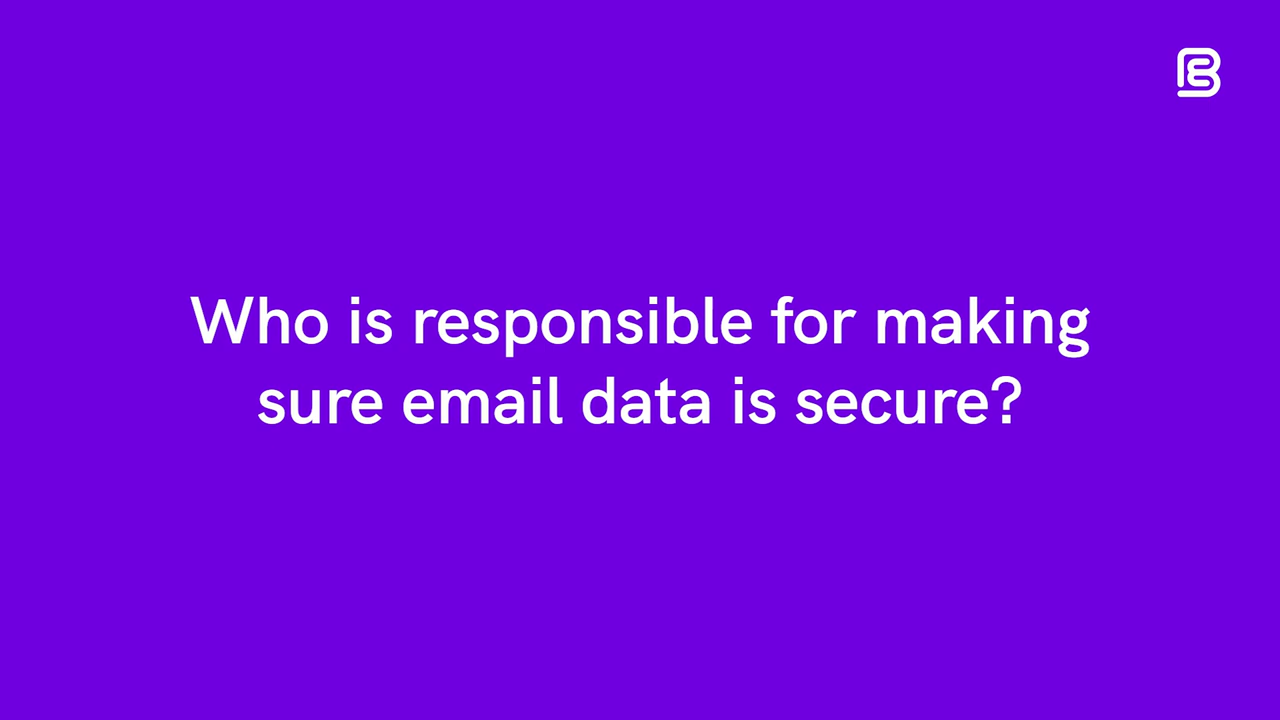 Who is responsible for making
sure email data is secure?